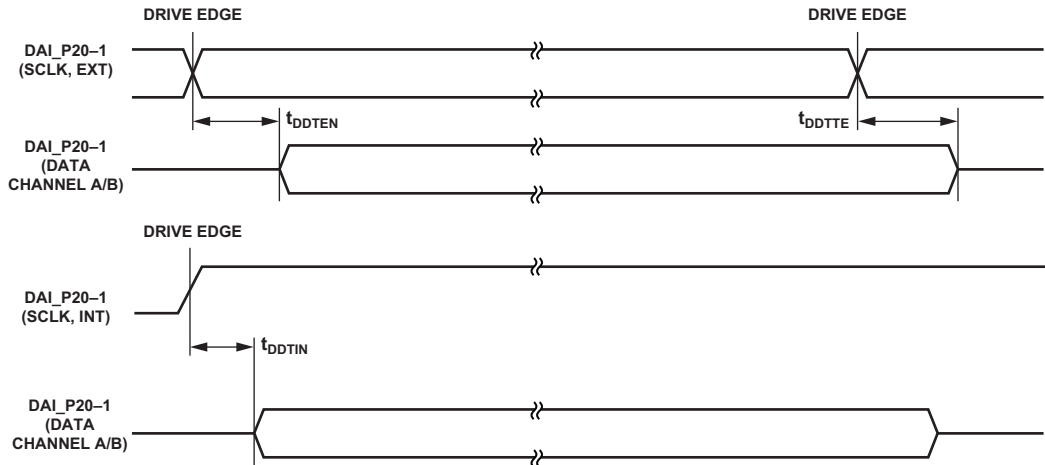 DRIVE EDGE
DRIVE EDGE
DAI_P20–1
(SCLK, EXT)
tDDTEN
tDDTTE
DAI_P20–1
(DATA
CHANNEL A/B)
DRIVE EDGE
DAI_P20–1
(SCLK, INT)
tDDTIN
DAI_P20–1
(DATA
CHANNEL A/B)